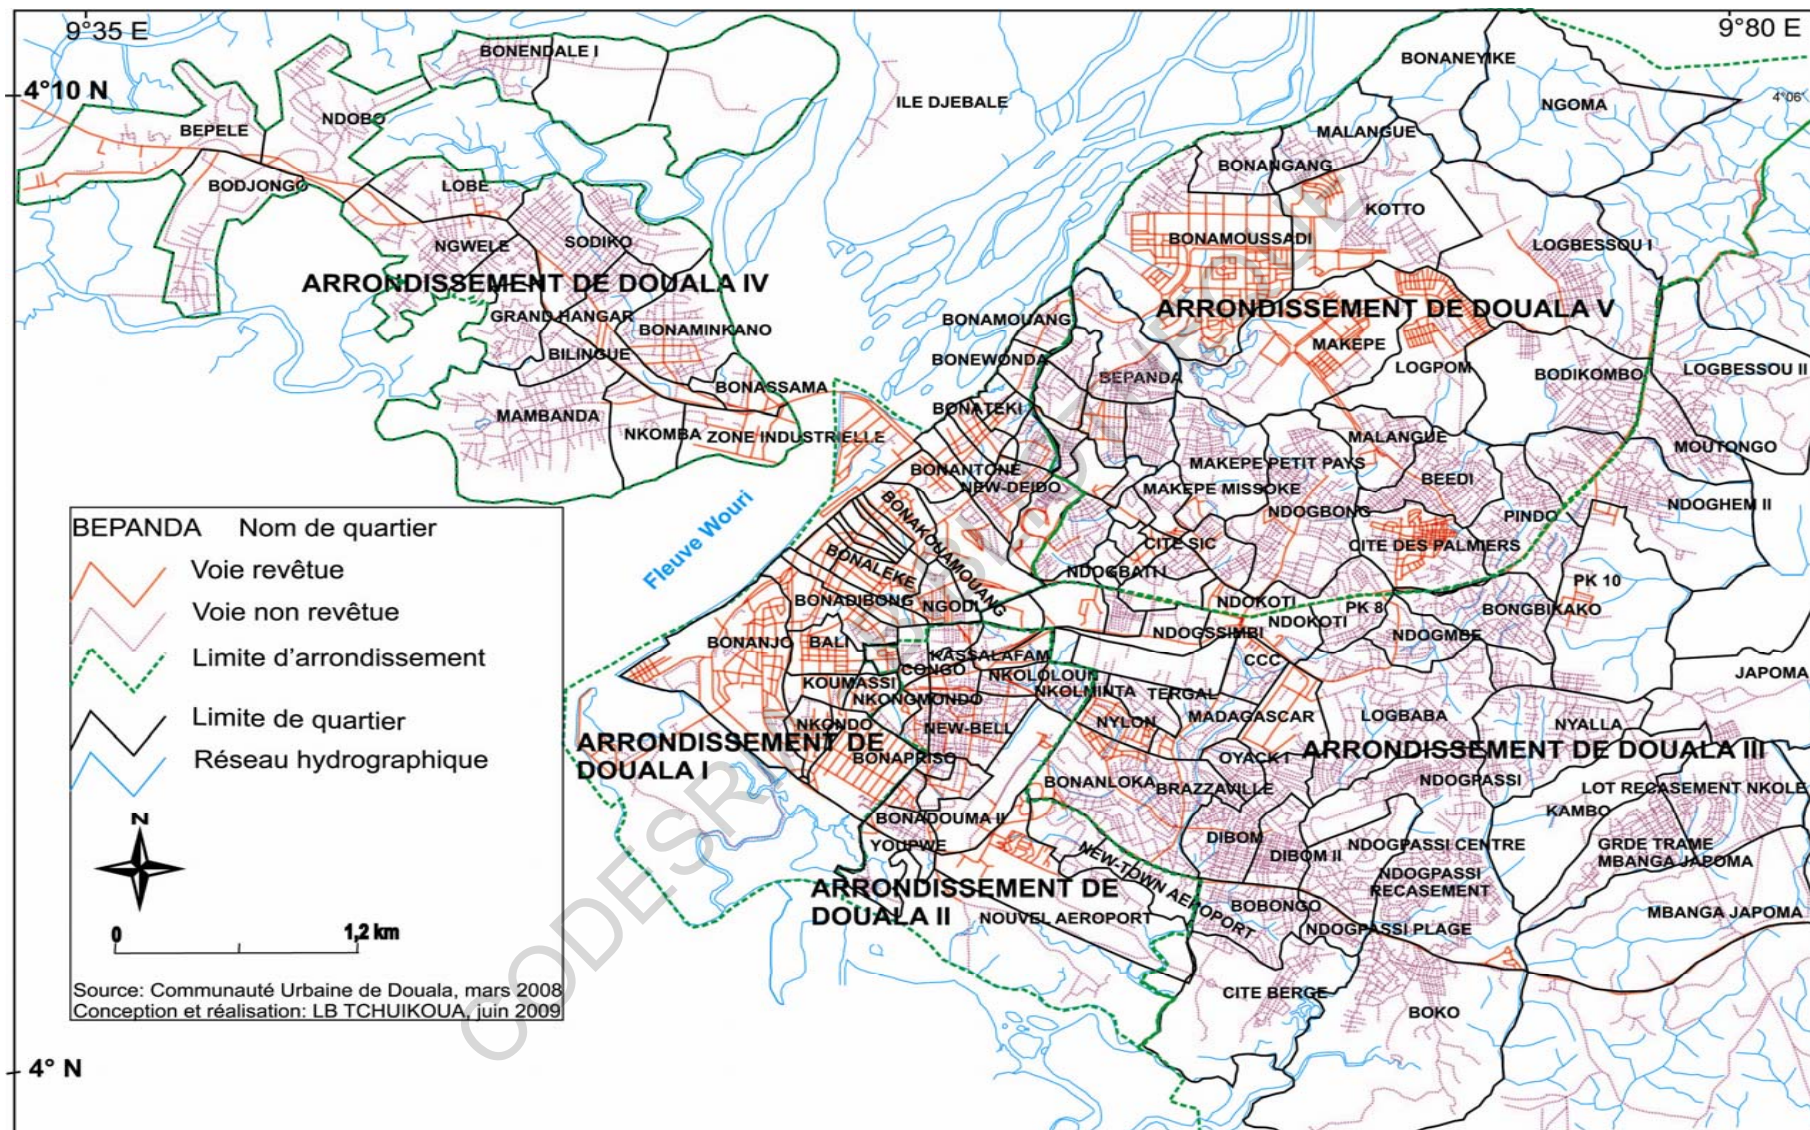 9°35 E
9°80 E
4°10 N
4°06'
BONENDALE I
BONANEYIKE
ILE DJEBALE
NGOMA
BEPELE
NDOBO
MALANGUE
BONANGANG
BODJONGO
LOBE
KOTTO
NGWELE
SODIKO
BONAMOUSSADI
LOGBESSOU I
ARRONDISSEMENT DE DOUALA IV
ARRONDISSEMENT DE DOUALA V
GRAND HANGAR
BONAMINKANO
BONAMOUANG
MAKEPE
BILINGUE
BONEWONDA
LOGPOM
BODIKOMBO
LOGBESSOU II
BEPANDA
BONASSAMA
MAMBANDA
BONATEKI
NKOMBA
ZONE INDUSTRIELLE
MALANGUE
MOUTONGO
BONANTONE
MAKEPE PETIT PAYS
NEW-DEIDO
MAKEPE MISSOKE
BEEDI
BONAKOUAMOUANG
NDOGBONG
PINDO
NDOGHEM II
Fleuve Wouri
CITE SIC
CITE DES PALMIERS
BONALEKE
NDOGBATI I
PK 10
BONADIBONG
NGODI
NDOKOTI
PK 8
BONGBIKAKO
NDOKOTI
BONANJO
BALI
NDOGSSIMBI
NDOGMBE
KASSALAFAM
CONGO
CCC
JAPOMA
KOUMASSI
NKOLOLOUN
NKOLMINTA
TERGAL
NKONGMONDO
NKONDO
NEW-BELL
NYLON
MADAGASCAR
LOGBABA
NYALLA
ARRONDISSEMENT DE
DOUALA I
BONAPRISO
OYACK I
ARRONDISSEMENT DE DOUALA III
BONANLOKA
BRAZZAVILLE
NDOGPASSI
LOT RECASEMENT NKOLE
KAMBO
BONADOUMA II
YOUPWE
DIBOM
DIBOM II
NDOGPASSI CENTRE
GRDE TRAME
MBANGA JAPOMA
NEW-TOWN AEROPORT
NDOGPASSI
RECASEMENT
ARRONDISSEMENT DE
DOUALA II
NOUVEL AEROPORT
BOBONGO
MBANGA JAPOMA
NDOGPASSI PLAGE
CITE BERGE
BOKO
BEPANDA Nom de quartier
Voie revêtue
Voie non revêtue
Limite d'arrondissement
Limite de quartier
Réseau hydrographique
N
0 1,2 km
Source: Communauté Urbaine de Douala, mars 2008
Conception et réalisation: LB TCHUIKOUA, juin 2009
4° N